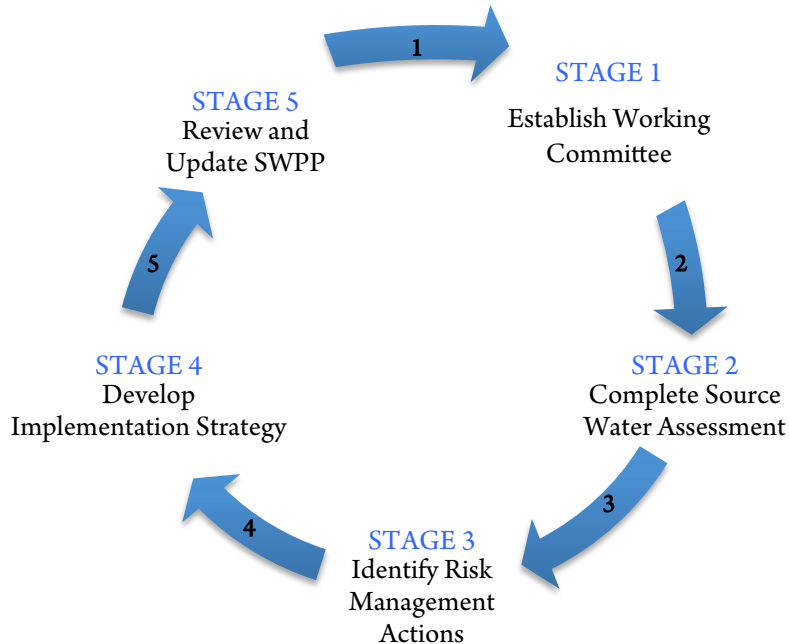 1
STAGE 1
Establish Working
Committee
2
STAGE 2
Complete Source
Water Assessment
3
STAGE 3
Identify Risk
Management
Actions
4
STAGE 4
Develop
Implementation Strategy
5
STAGE 5
Review and
Update SWPP